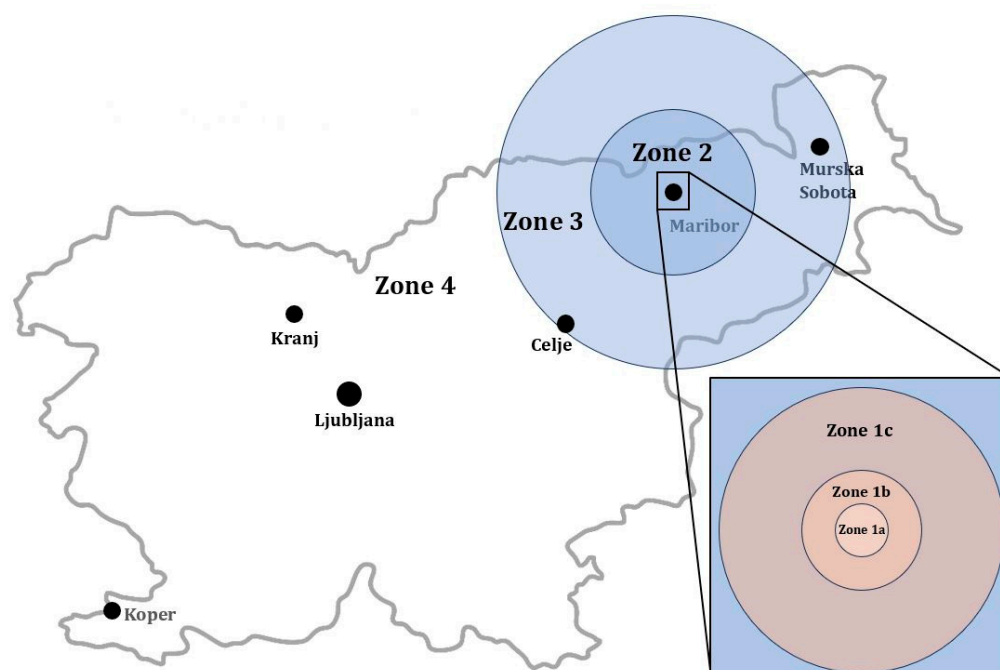 Zone 2
Murska
Sobota
Zone 3
Maribor
Zone 4
Kranj
Celje
Ljubljana
Zone 1c
Zone 1b
Zone 1a
Koper